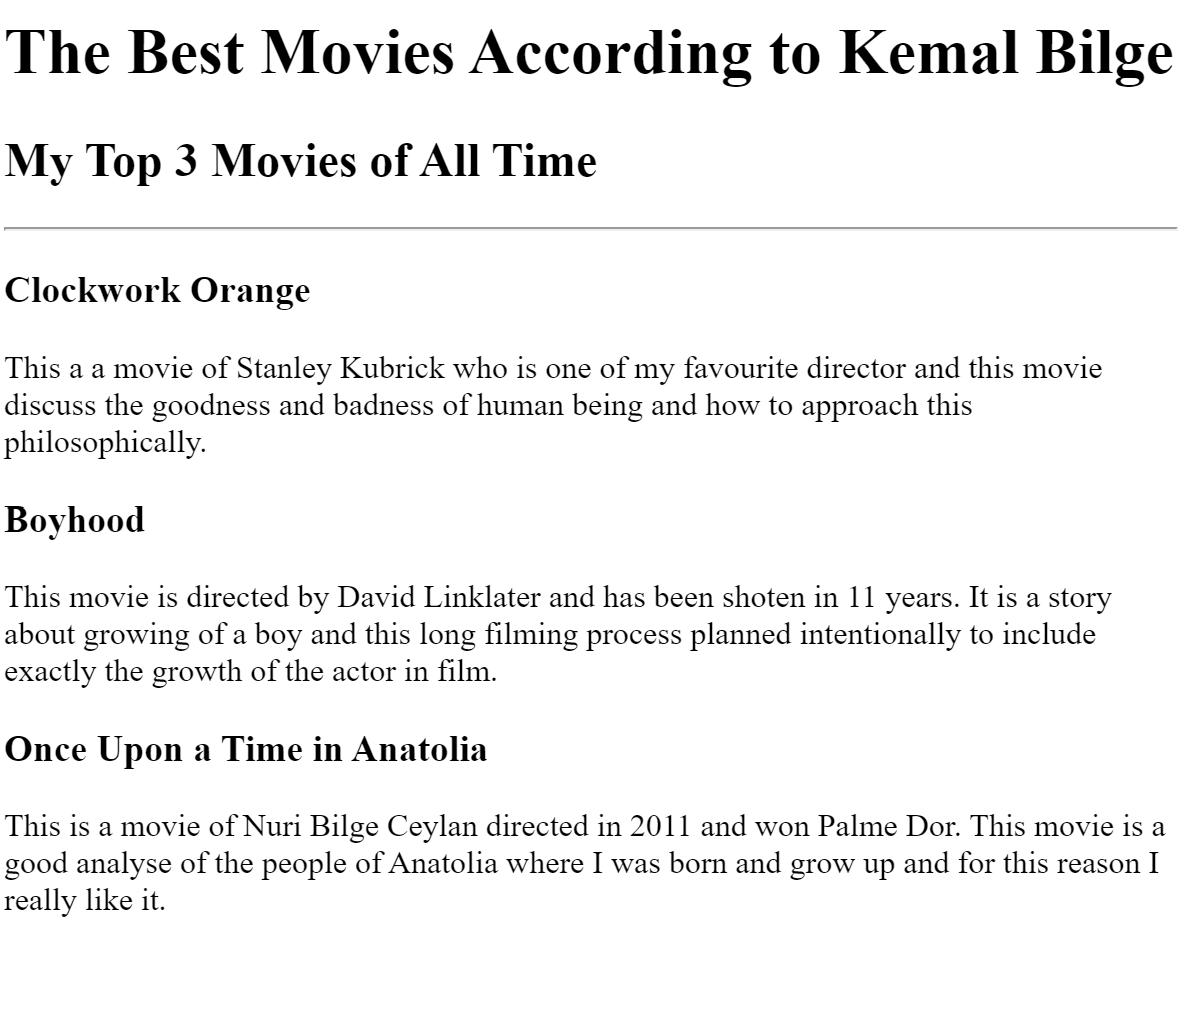 The Best Movies According to Kemal Bilge
My Top 3 Movies of All Time
Clockwork Orange
This a a movie of Stanley Kubrick who is one of my favourite director and this movie
discuss the goodness and badness of human being and how to approach this
philosophically.
Boyhood
This movie is directed by David Linklater and has been shoten in 11 years. It is a story
about growing of a boy and this long filming process planned intentionally to include
exactly the growth of the actor in film.
Once Upon a Time in Anatolia
This is a movie of Nuri Bilge Ceylan directed in 2011 and won Palme Dor. This movie is a
good analyse of the people of Anatolia where I was born and grow up and for this reason I
really like it.